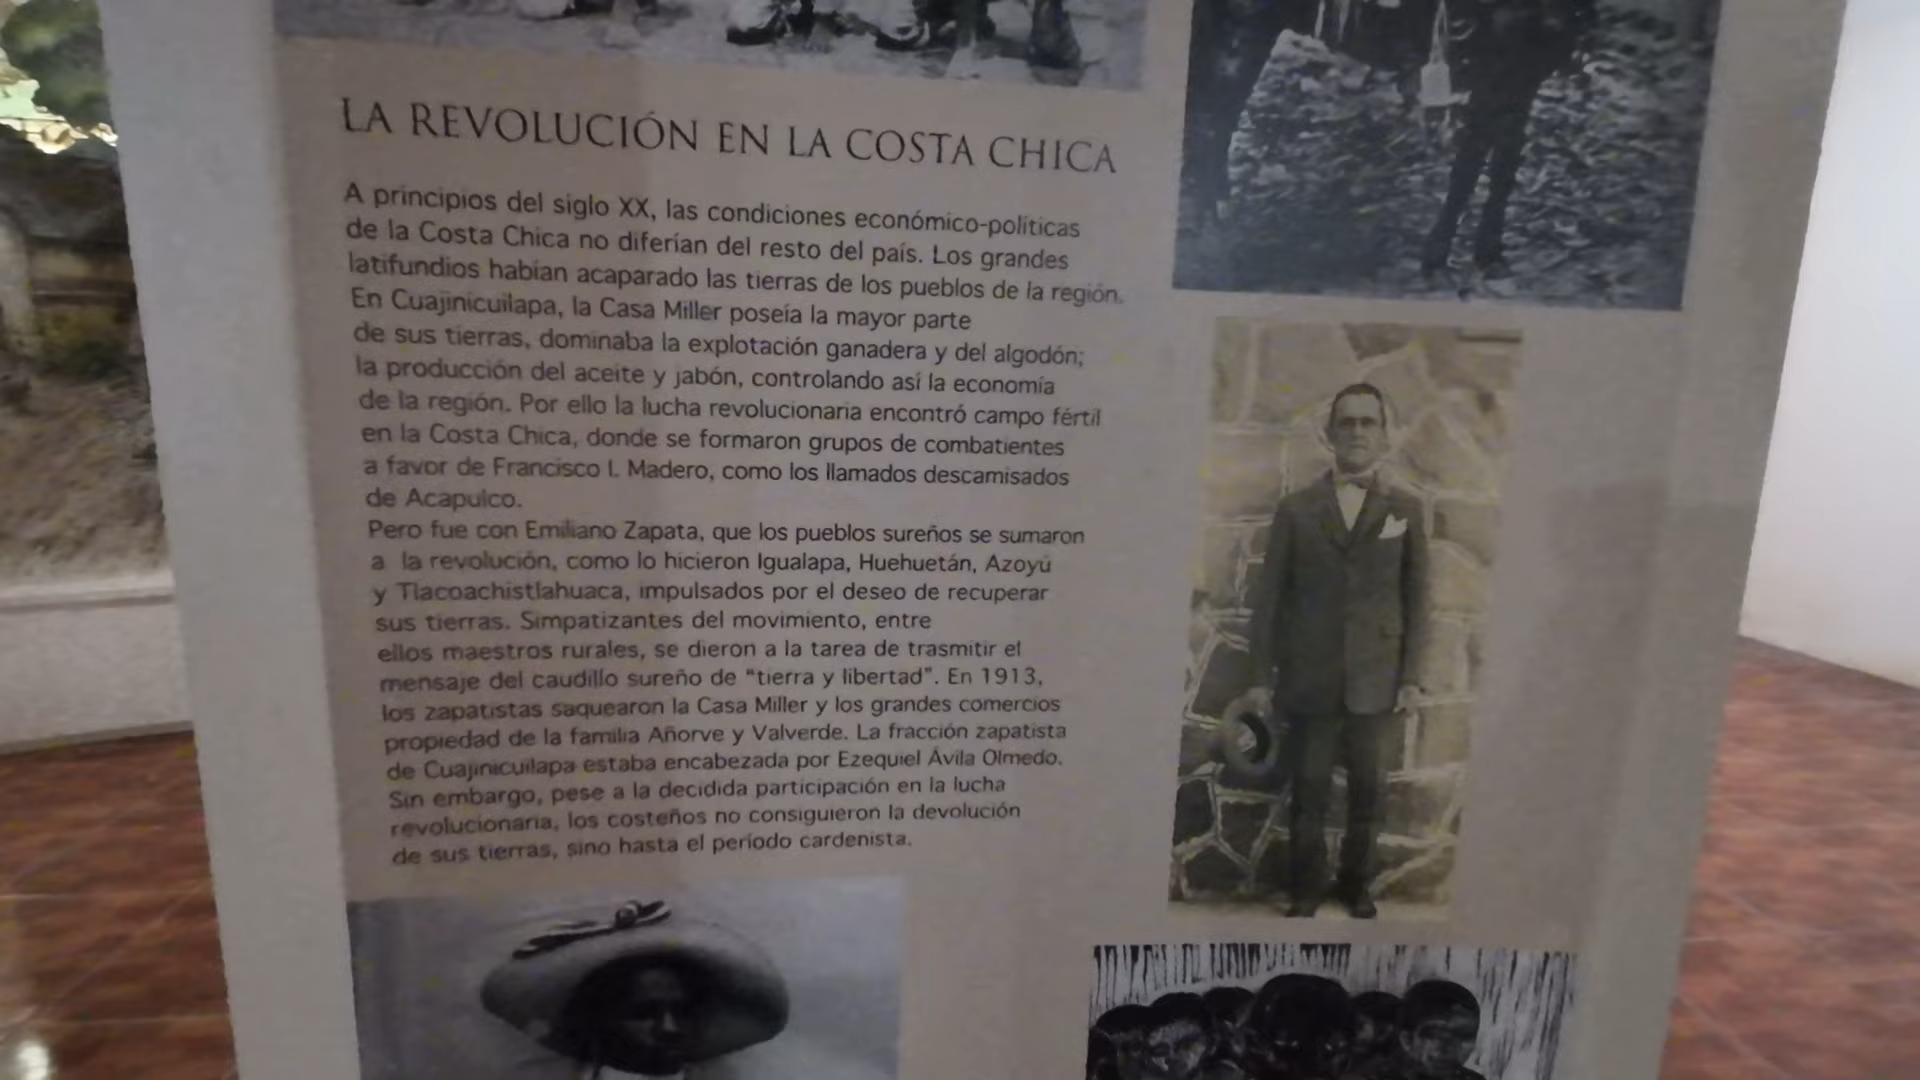 LA REVOLUCIÓN EN LA COSTA CHICA
A principios del siglo XX, las condiciones económico-políticas
de la Costa Chica no diferían del resto del país. Los grandes
latifundios habían acaparado las tierras de los pueblos de la región.
En Cuajinicuilapa, la Casa Miller poseía la mayor parte
de sus tierras, dominaba la explotación ganadera y del algodón;
la producción del aceite y jabón, controlando así la economía
de la región. Por ello la lucha revolucionaria encontró campo fértil
en la Costa Chica, donde se formaron grupos de combatientes
a favor de Francisco I. Madero, como los llamados descamisados
de Acapulco.
Pero fue con Emiliano Zapata, que los pueblos sureños se sumaron
a la revolución, como lo hicieron Igualapa, Huehuetán, Azoyú
y Tlacoachistlahuaca, impulsados por el deseo de recuperar
sus tierras. Simpatizantes del movimiento, entre
ellos maestros rurales, se dieron a la tarea de trasmitir el
mensaje del caudillo sureño de "tierra y libertad". En 1913,
los zapatistas saquearon la Casa Miller y los grandes comercios
propiedad de la familia Añorve y Valverde. La fracción zapatista
de Cuajinicuilapa estaba encabezada por Ezequiel Ávila Olmedo.
Sin embargo, pese a la decidida participación en la lucha
revolucionaria, los costeños no consiguieron la devolución
de sus tierras, sino hasta el período cardenista.